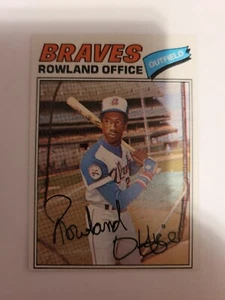 BRAVES
ROWLAND OFFICE
OUTFIELD
Rowland
Office